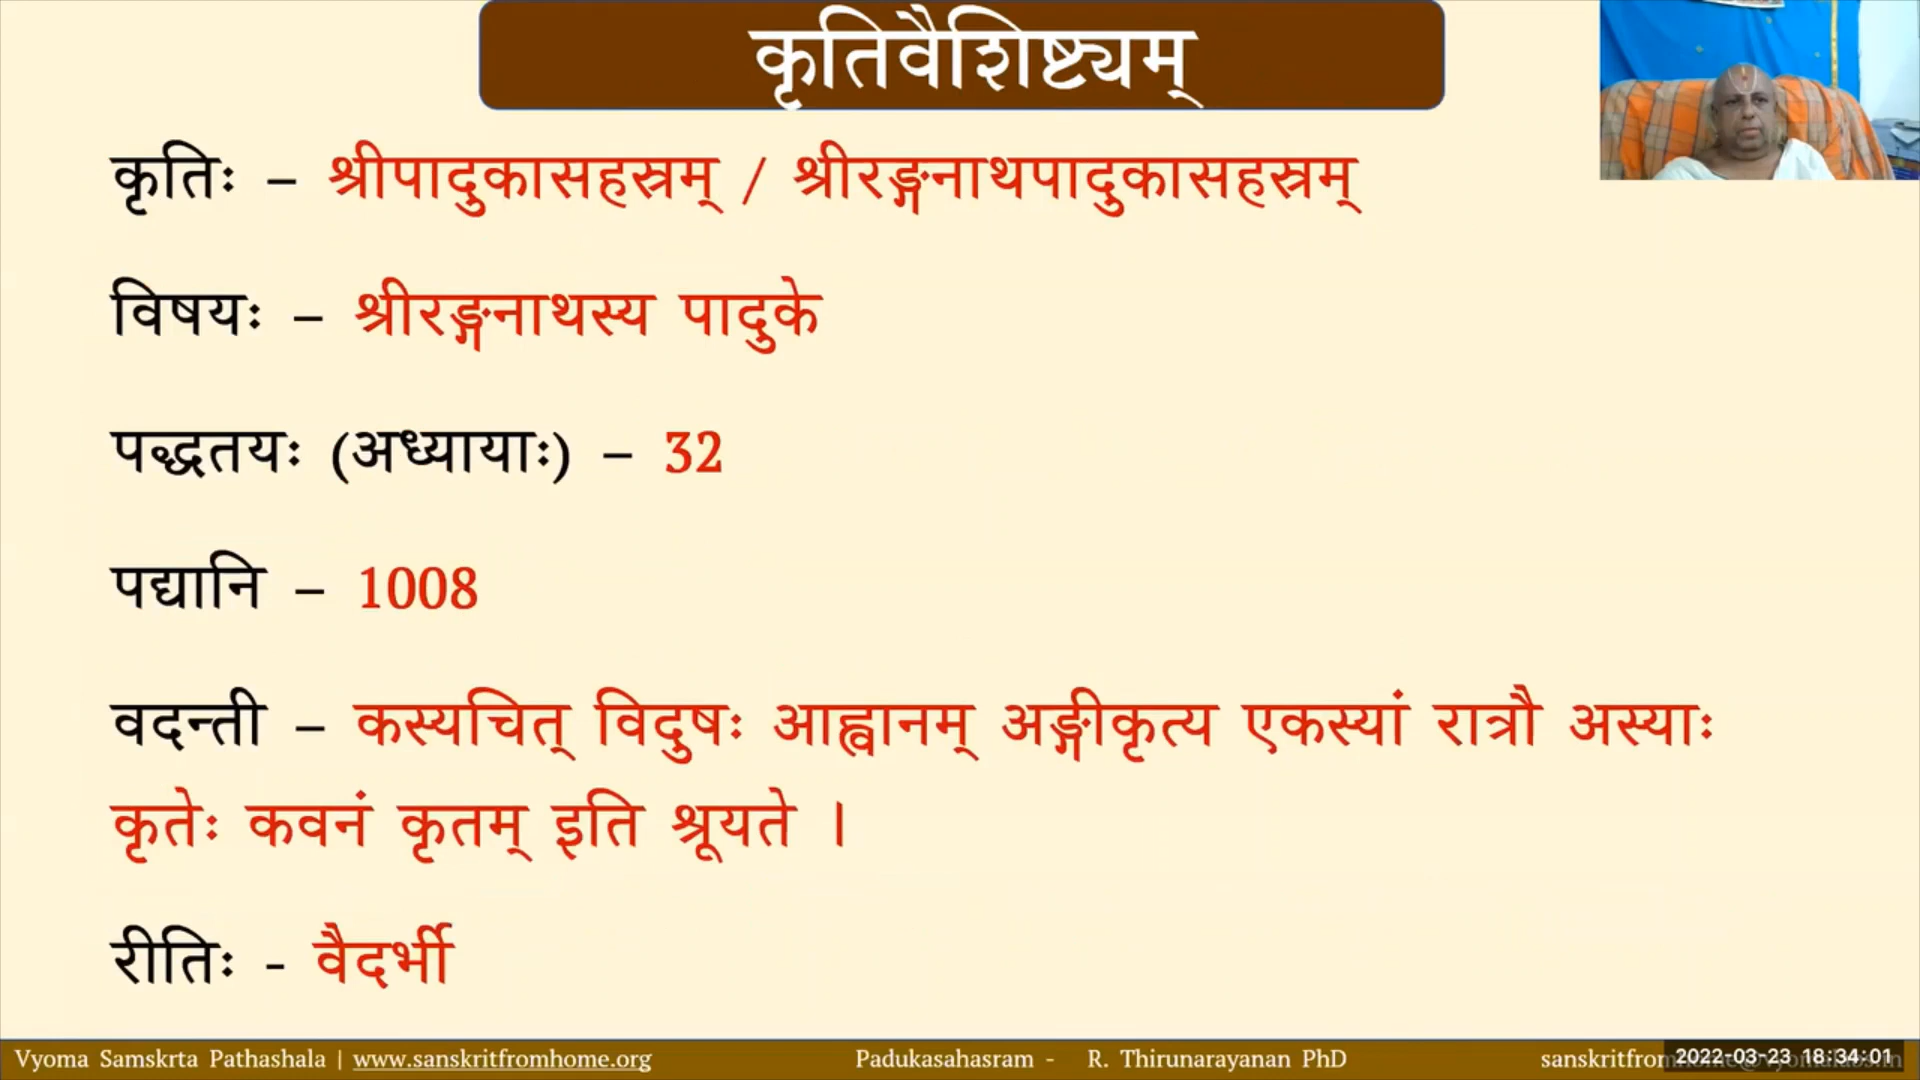 कृतिवैशिष्ट्यम्
कृतिः – श्रीपादुकासहस्रम् / श्रीरङ्गनाथपादुकासहस्रम्
विषयः – श्रीरङ्गनाथस्य पादुके
पद्धतयः (अध्यायाः) – 32
पद्यानि – 1008
वदन्ती – कस्यचित् विदुषः आह्वानम् अङ्गीकृत्य एकस्यां रात्रौ अस्याः
कृतेः कवनं कृतम् इति श्रूयते ।
रीतिः - वैदर्भी
Vyoma Samskrta Pathashala | www.sanskritfromhome.org Padukasahasram - R. Thirunarayanan PhD 2022-03-23 18:34:01